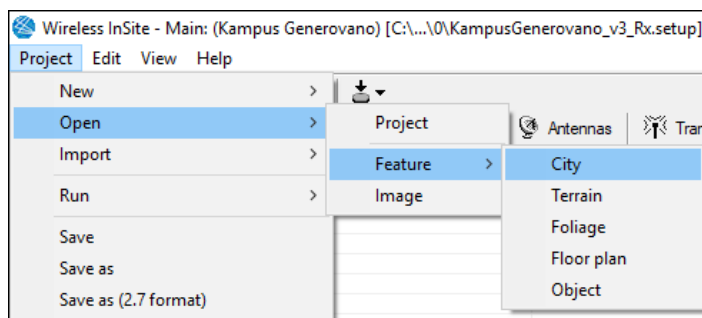 Wireless InSite - Main: (Kampus Generovano) [C:\...\0\KampusGenerovano_v3_Rx.setup]
Project Edit View Help
New
Open
Import
Run
Save
Save as
Save as (2.7 format)
Project
Feature
Image
Antennas
City
Terrain
Foliage
Floor plan
Object